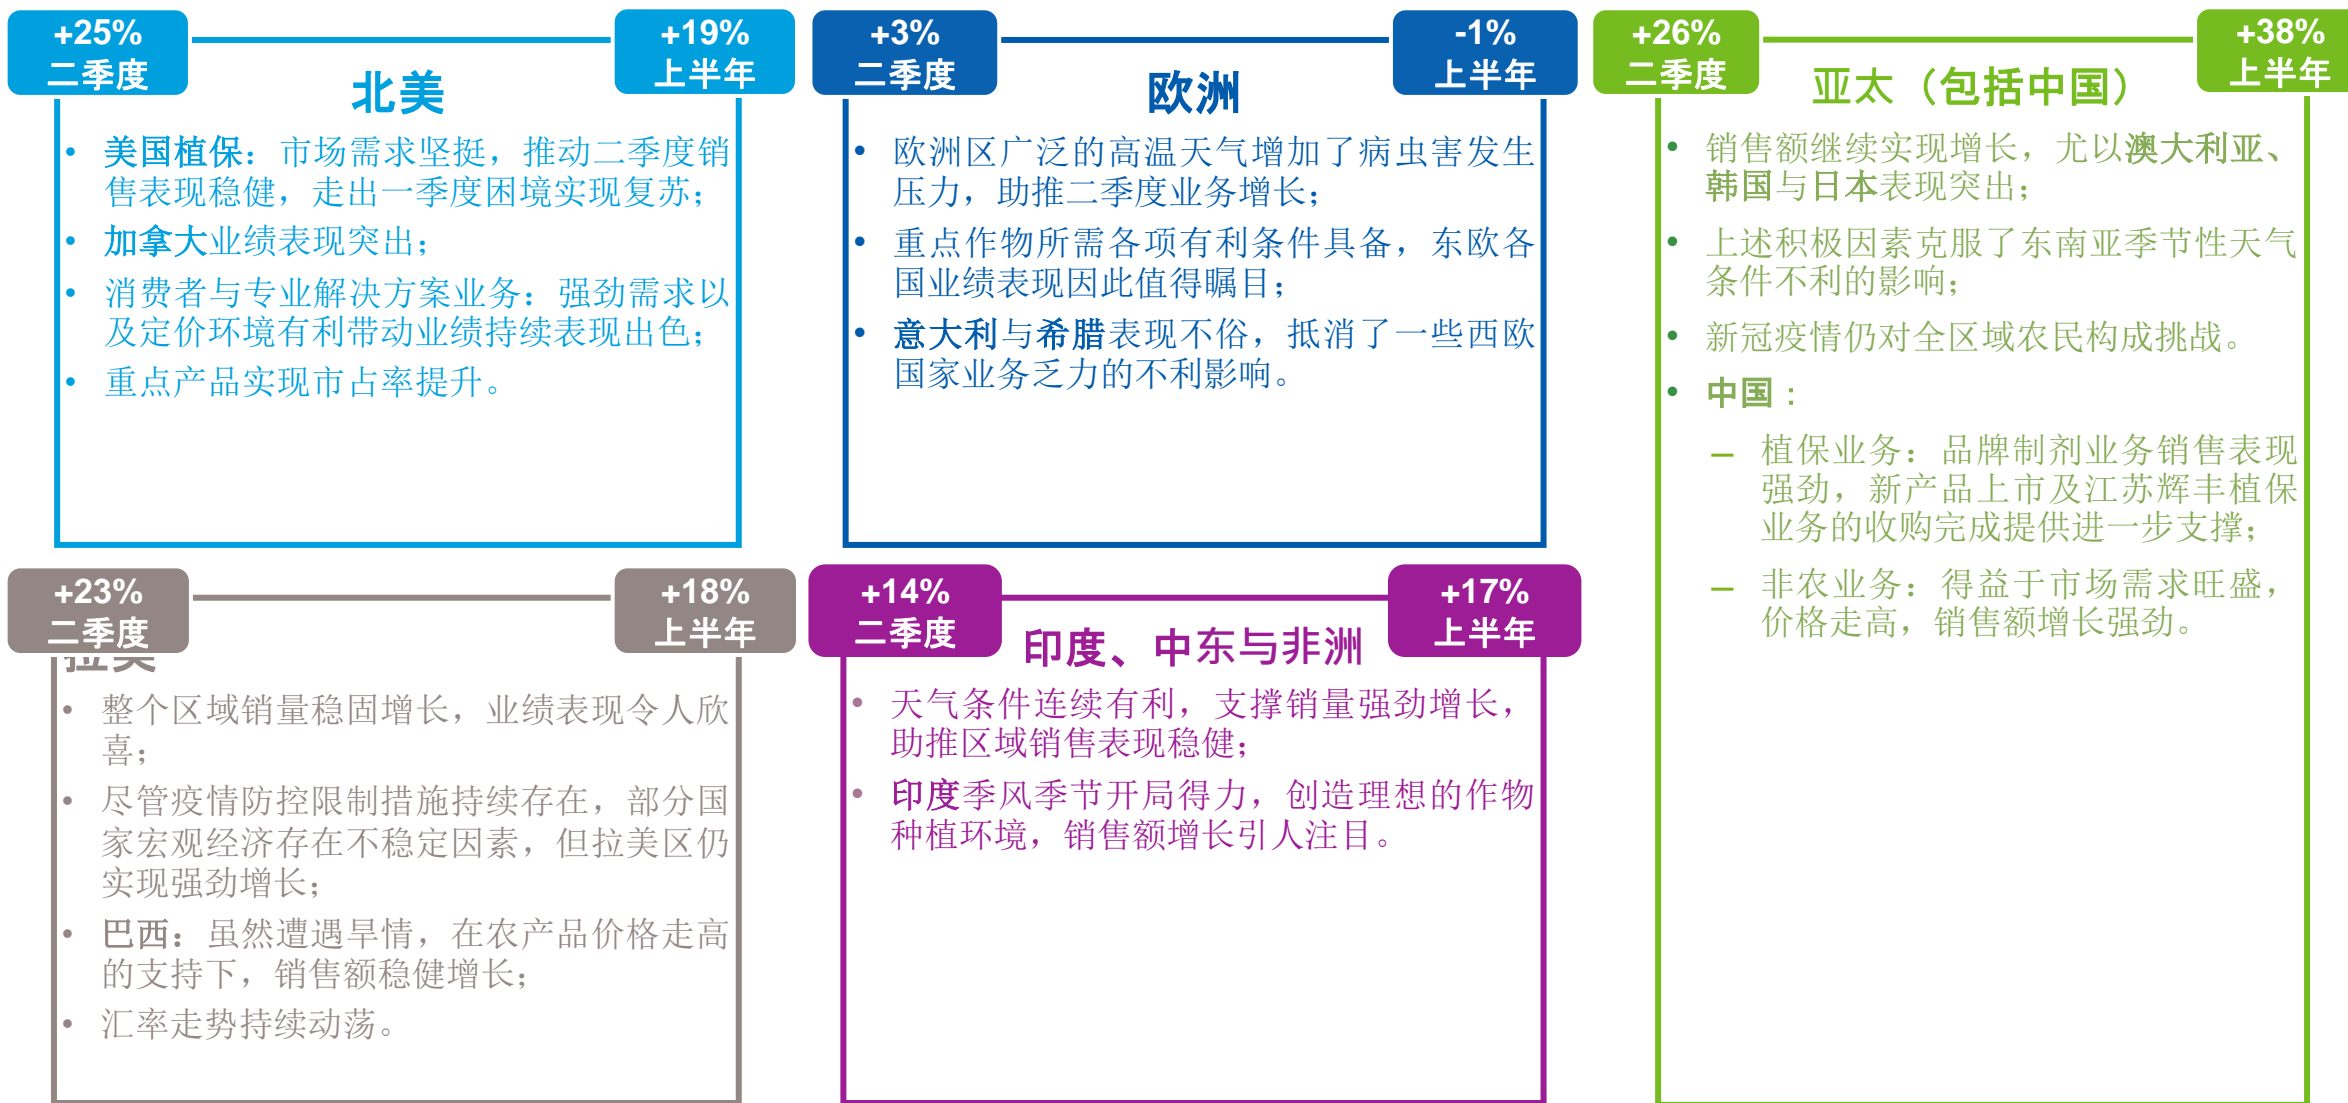 +25%
二季度
+19%
上半年
北美
• 美国植保：市场需求坚挺，推动二季度销
售表现稳健，走出一季度困境实现复苏；
• 加拿大业绩表现突出；
• 消费者与专业解决方案业务：强劲需求以
及定价环境有利带动业绩持续表现出色；
• 重点产品实现市占率提升。
+3%
二季度
-1%
上半年
欧洲
• 欧洲区广泛的高温天气增加了病虫害发生
压力，助推二季度业务增长；
• 重点作物所需各项有利条件具备，东欧各
国业绩表现因此值得瞩目；
• 意大利与希腊表现不俗，抵消了一些西欧
国家业务乏力的不利影响。
+26%
二季度
+38%
上半年
亚太（包括中国）
• 销售额继续实现增长，尤以澳大利亚、
韩国与日本表现突出；
• 上述积极因素克服了东南亚季节性天气
条件不利的影响；
• 新冠疫情仍对全区域农民构成挑战。
• 中国：
– 植保业务：品牌制剂业务销售表现
强劲，新产品上市及江苏辉丰植保
业务的收购完成提供进一步支撑；
– 非农业务：得益于市场需求旺盛，
价格走高，销售额增长强劲。
+23%
二季度
+18%
上半年
拉美
• 整个区域销量稳固增长，业绩表现令人欣
喜；
• 尽管疫情防控限制措施持续存在，部分国
家宏观经济存在不稳定因素，但拉美区仍
实现强劲增长；
• 巴西：虽然遭遇旱情，在农产品价格走高
的支持下，销售额稳健增长；
• 汇率走势持续动荡。
+14%
二季度
+17%
上半年
印度、中东与非洲
• 天气条件连续有利，支撑销量强劲增长，
助推区域销售表现稳健；
• 印度季风季节开局得力，创造理想的作物
种植环境，销售额增长引人注目。